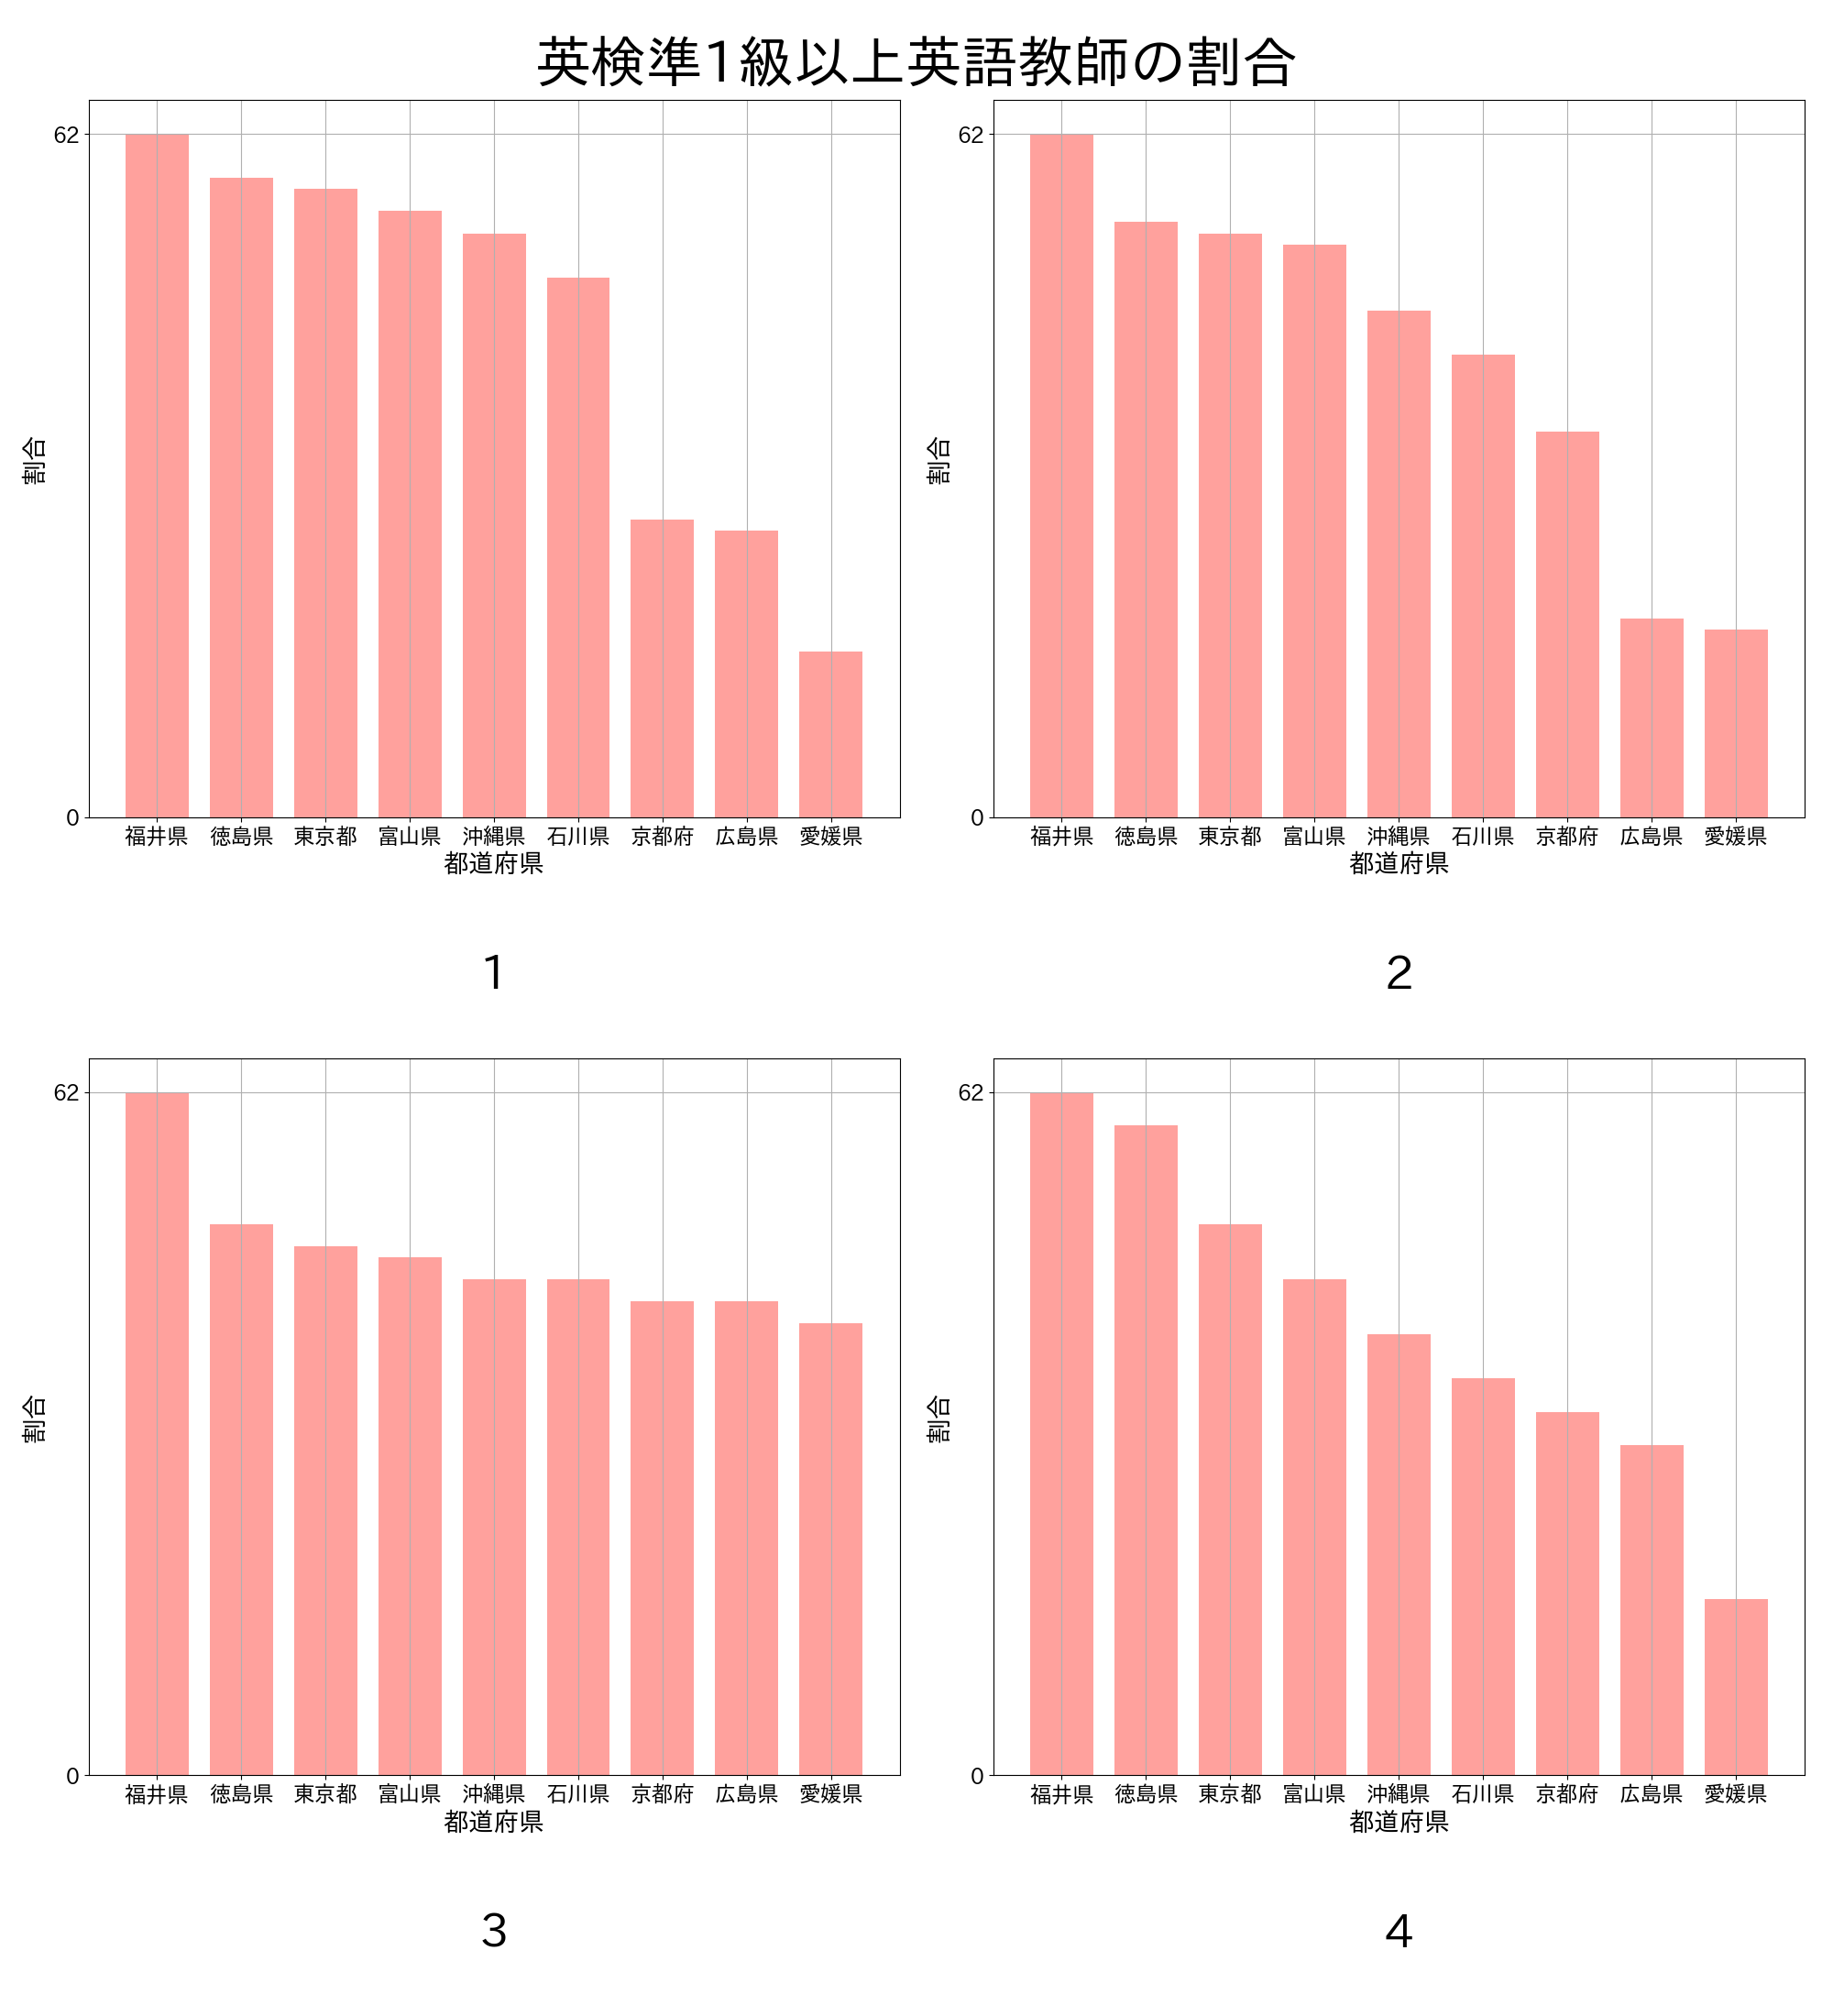 英検準1級以上英語教師の割合
62
割合
0
福井県 徳島県 東京都 富山県 沖縄県 石川県 京都府 広島県 愛媛県
都道府県
1
62
割合
0
福井県 徳島県 東京都 富山県 沖縄県 石川県 京都府 広島県 愛媛県
都道府県
2
62
割合
0
福井県 徳島県 東京都 富山県 沖縄県 石川県 京都府 広島県 愛媛県
都道府県
3
62
割合
0
福井県 徳島県 東京都 富山県 沖縄県 石川県 京都府 広島県 愛媛県
都道府県
4